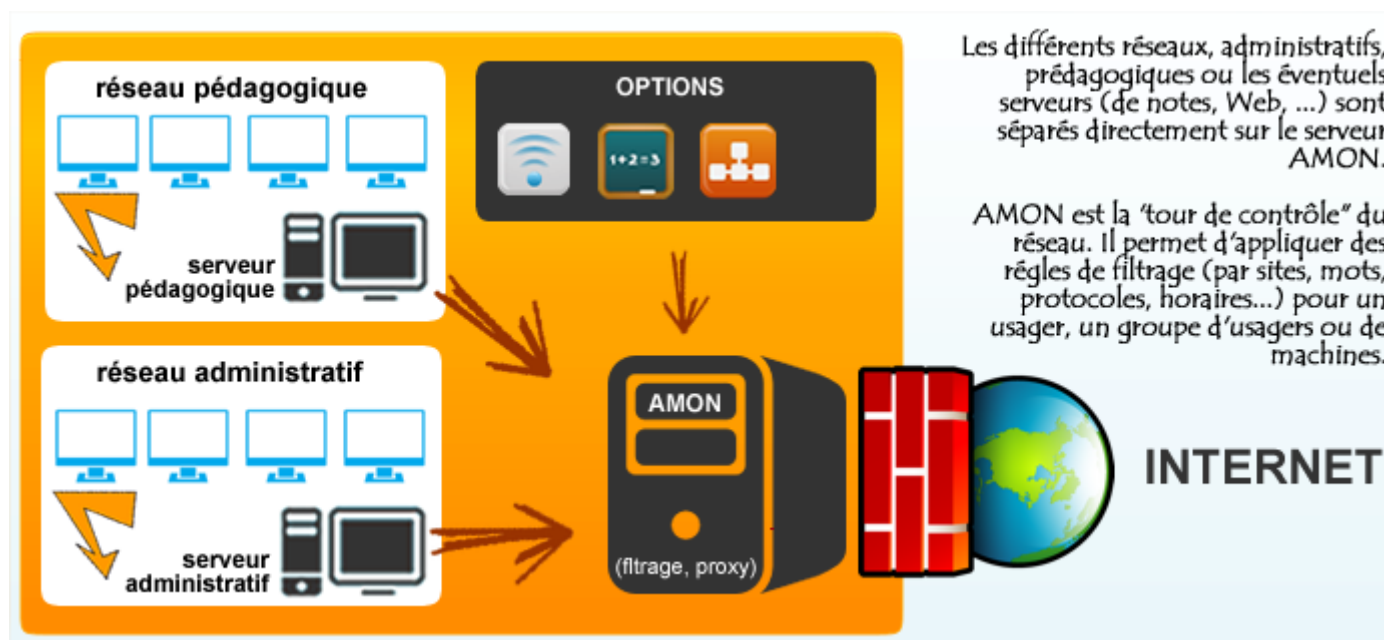 réseau pédagogique
OPTIONS
1+2=3
serveur
pédagogique
réseau administratif
serveur
administratif
AMON
(fltrage, proxy)
Les différents réseaux, administratifs,
prédagogiques ou les éventuels
serveurs (de notes, Web, ...) sont
séparés directement sur le serveur
AMON.
AMON est la "tour de contrôle" du
réseau. Il permet d'appliquer des
régles de filtrage (par sites, mots,
protocoles, horaires...) pour un
usager, un groupe d'usagers ou de
machines.
INTERNET